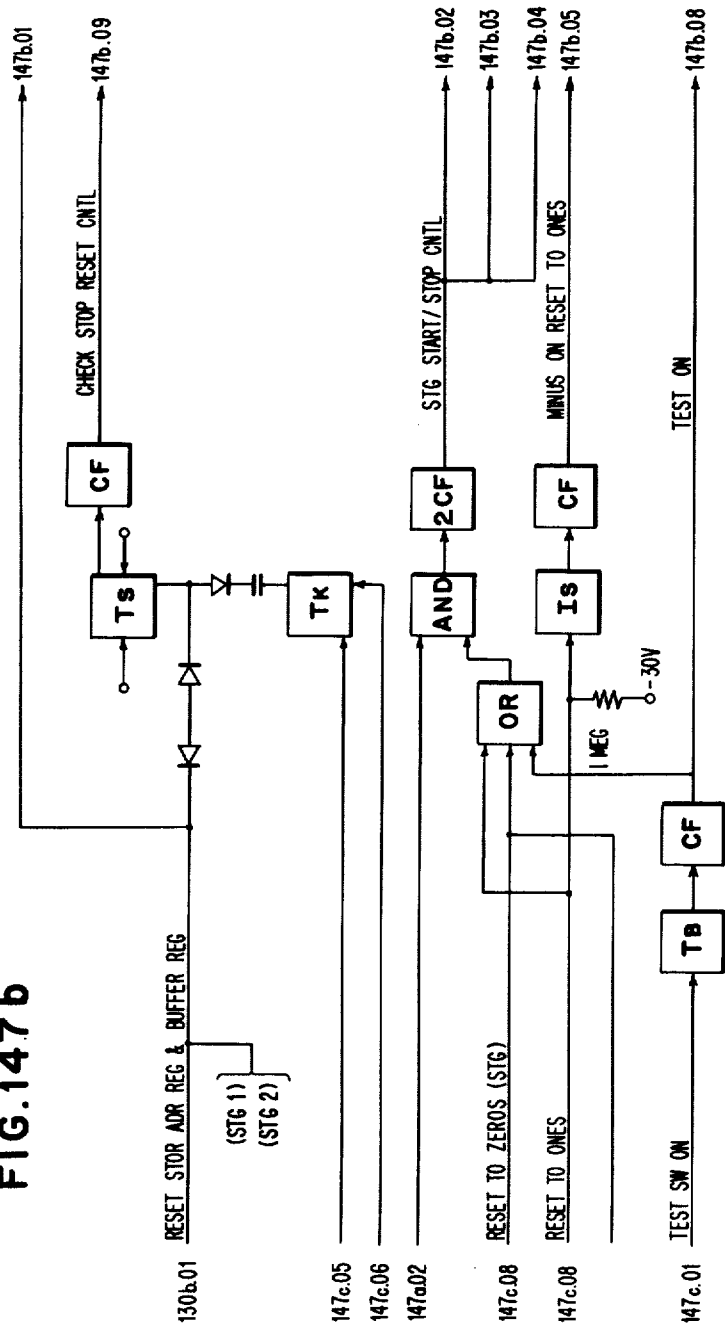 FIG.147b
147b.01
147b.09
CHECK STOP RESET CNTL
CF
TS
TK
RESET STOR ADR REG & BUFFER REG
(STG 1)
(STG 2)
130b.01
147c.05
147c.06
147a.02
147b.02
147b.03
147b.04
147b.05
STG START/STOP CNTL
2CF
AND
OR
RESET TO ZEROS (STG)
147c.08
MINUS ON RESET TO ONES
CF
IS
1 MEG
-30V
RESET TO ONES
147c.08
147b.08
TEST ON
CF
TB
TEST SW ON
147c.01